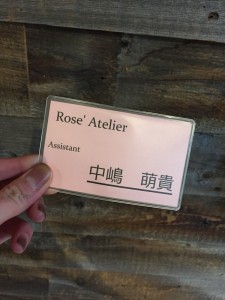 Rose' Atelier
Assistant
中嶋　萌貴